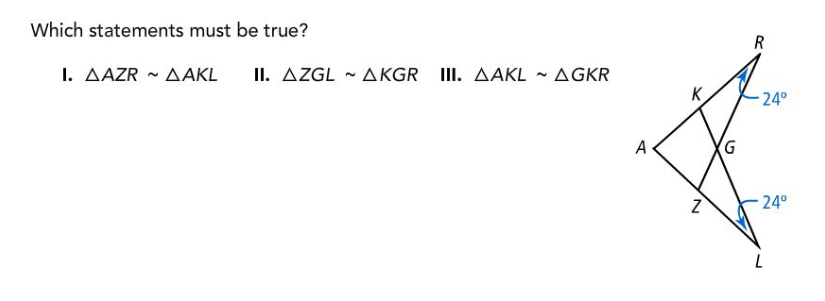 Which statements must be true?
I. △AZR ~ △AKL II. △ZGL ~ △KGR III. △AKL ~ △GKR
R
K
24°
A
G
Z
24°
L